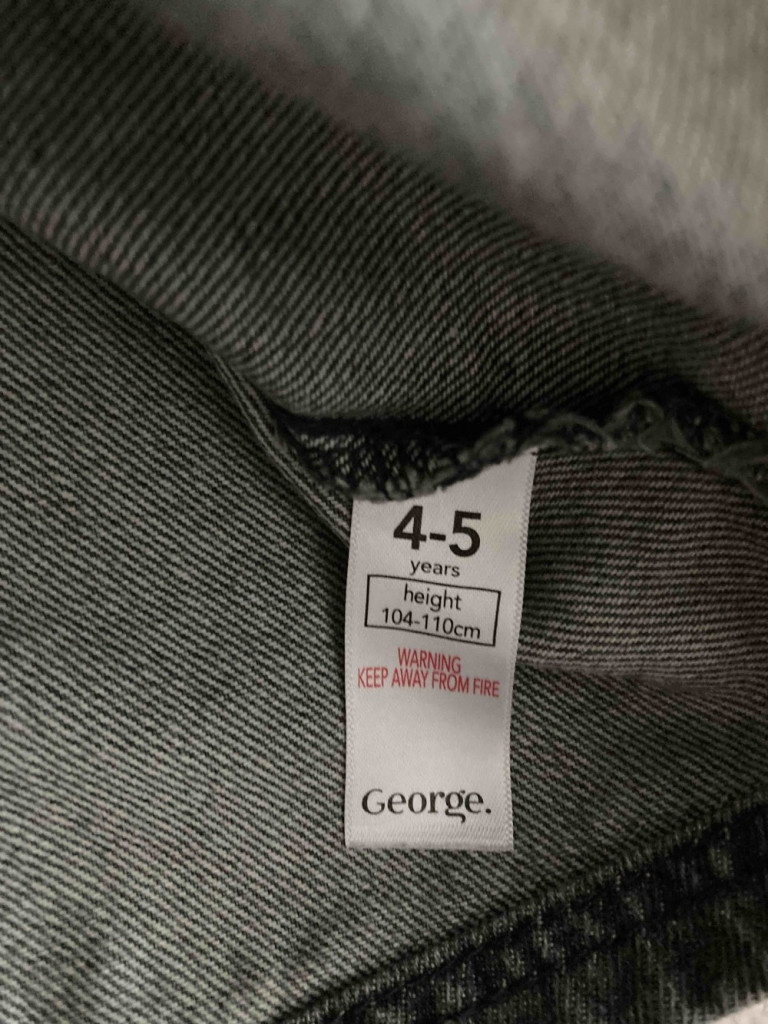 4-5
years
height
104-110cm
WARNING
KEEP AWAY FROM FIRE
George.